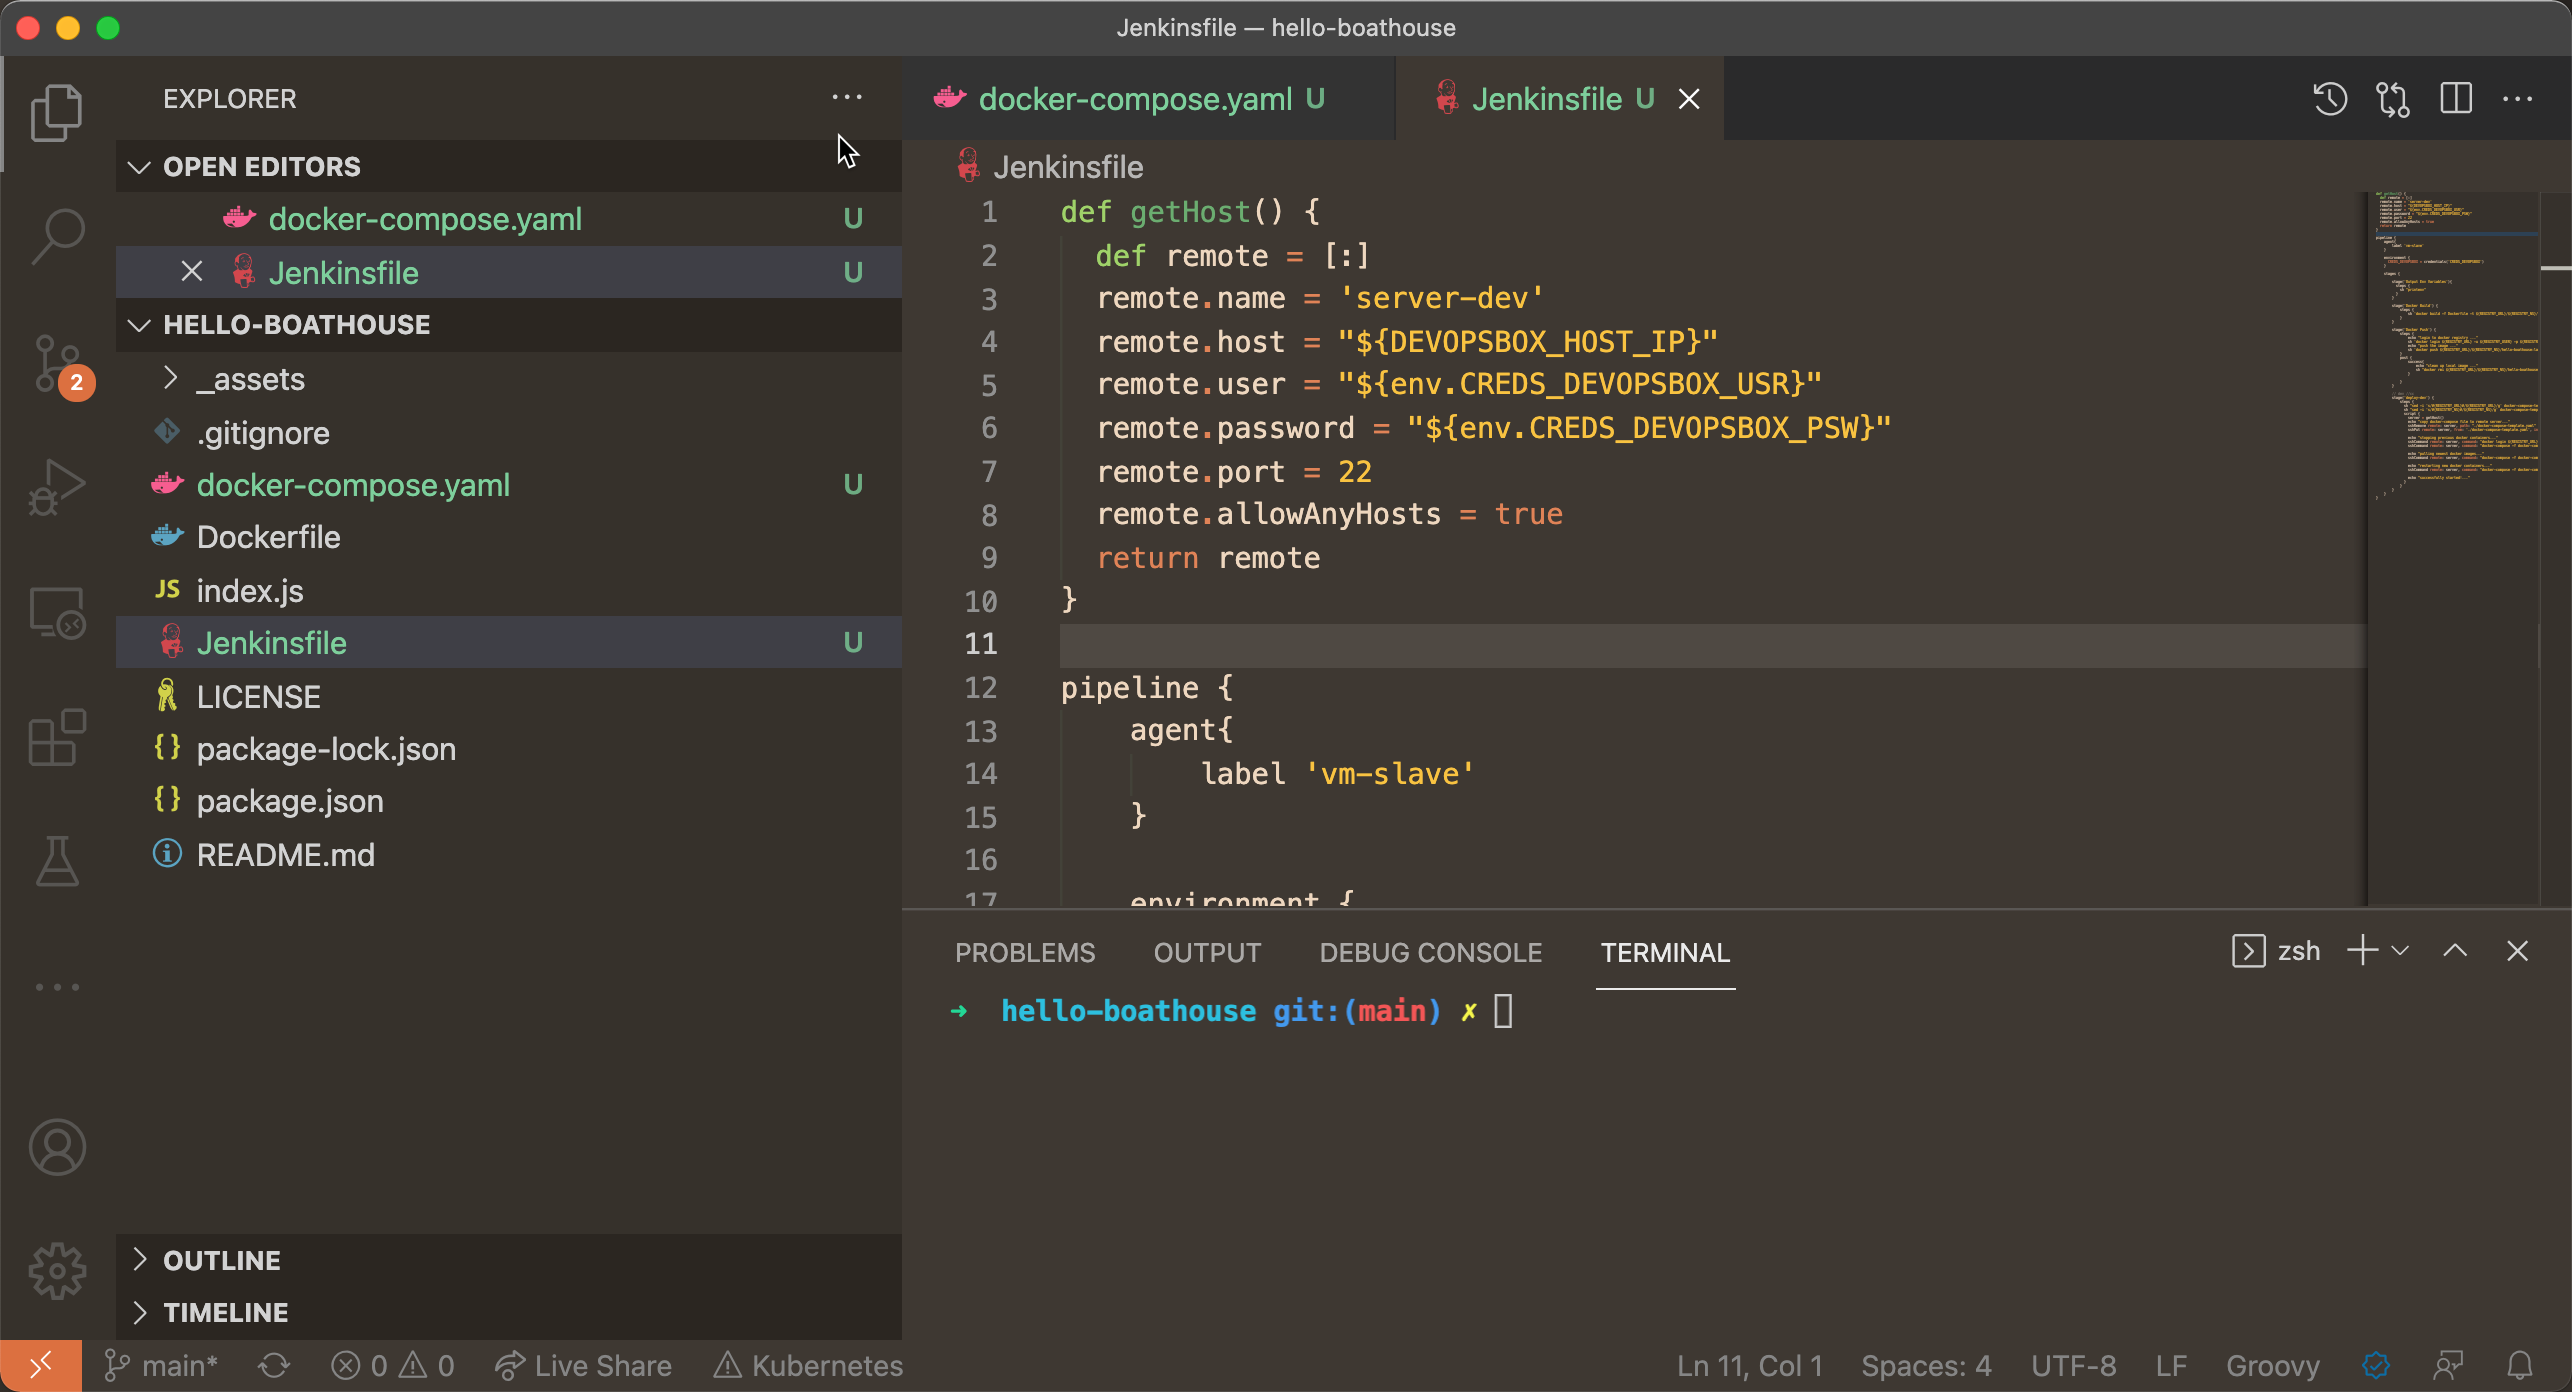 Jenkinsfile — hello-boathouse
EXPLORER
OPEN EDITORS
docker-compose.yaml U
Jenkinsfile U
HELLO-BOATHOUSE
_assets
.gitignore
docker-compose.yaml U
Dockerfile
JS index.js
Jenkinsfile U
LICENSE
{} package-lock.json
{} package.json
README.md
OUTLINE
TIMELINE
2
docker-compose.yaml U
Jenkinsfile U
Jenkinsfile
1 def getHost() {
2 def remote = [:]
3 remote.name = 'server-dev'
4 remote.host = "${DEVOPSBOX_HOST_IP}"
5 remote.user = "${env.CREDS_DEVOPSBOX_USR}"
6 remote.password = "${env.CREDS_DEVOPSBOX_PSW}"
7 remote.port = 22
8 remote.allowAnyHosts = true
9 return remote
10 }
11
12 pipeline {
13 agent{
14 label 'vm-slave'
15 }
16
17 environment {
PROBLEMS OUTPUT DEBUG CONSOLE TERMINAL
zsh
➜ hello-boathouse git:(main) ✗
main* 0 0 Live Share Kubernetes
Ln 11, Col 1 Spaces: 4 UTF-8 LF Groovy